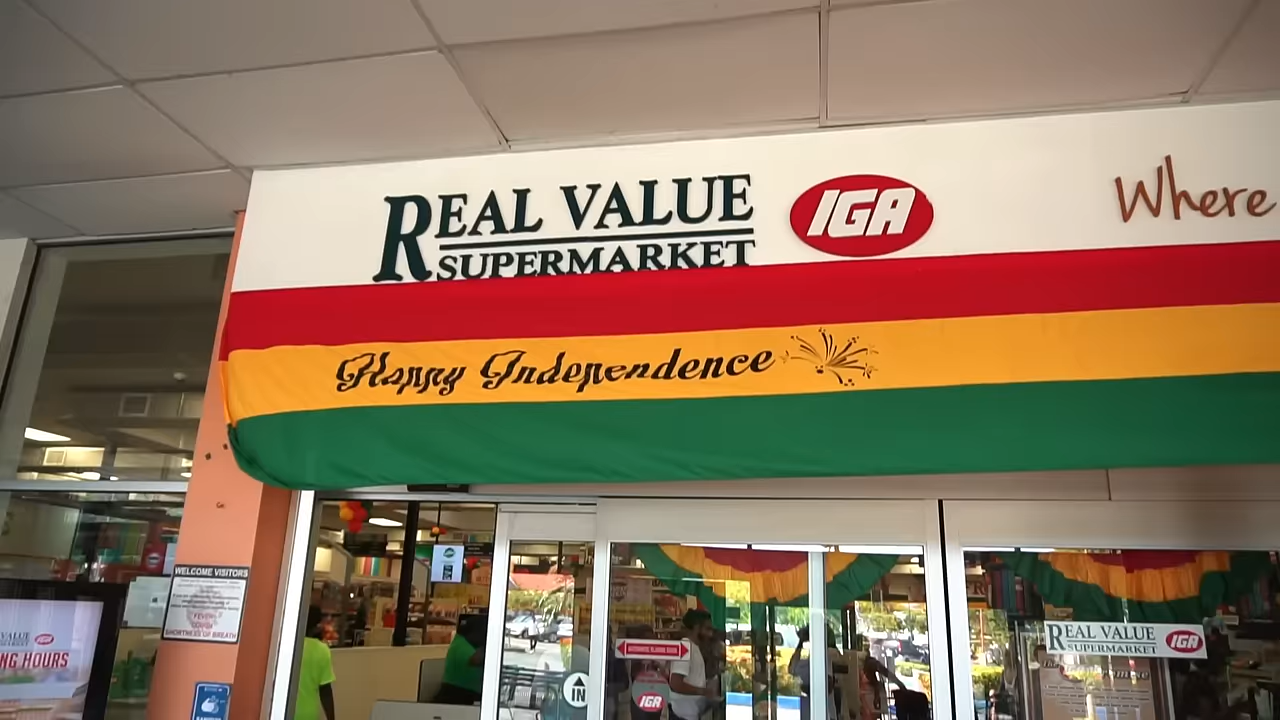 REAL VALUE
SUPERMARKET
IGA
Where
Happy Independence
WELCOME VISITORS
FEVER
COUGH
SHORTNESS OF BREATH
VALUE
NG HOURS
IN
IGA
REAL VALUE
SUPERMARKET
IGA